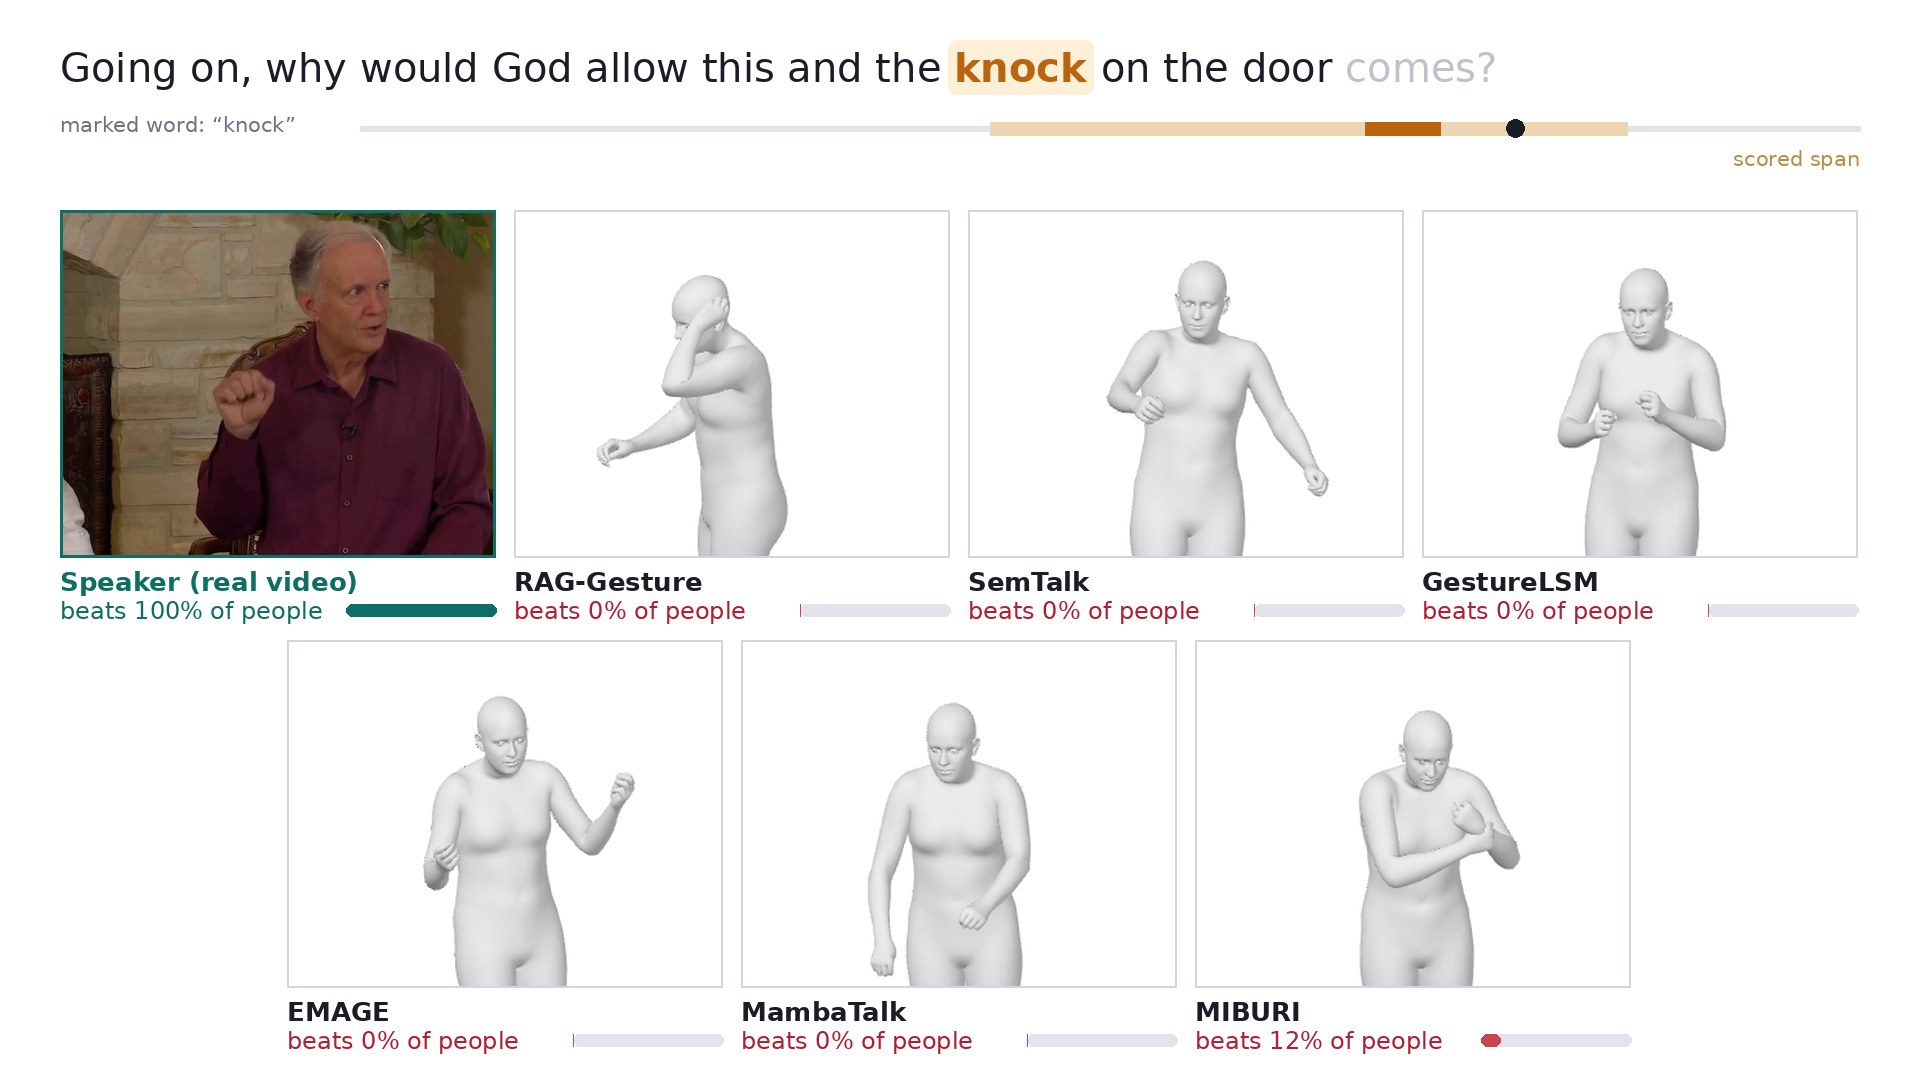 Going on, why would God allow this and the knock on the door comes?
marked word: “knock”
scored span
Speaker (real video)
beats 100% of people
RAG-Gesture
beats 0% of people
SemTalk
beats 0% of people
GestureLSM
beats 0% of people
EMAGE
beats 0% of people
MambaTalk
beats 0% of people
MIBURI
beats 12% of people